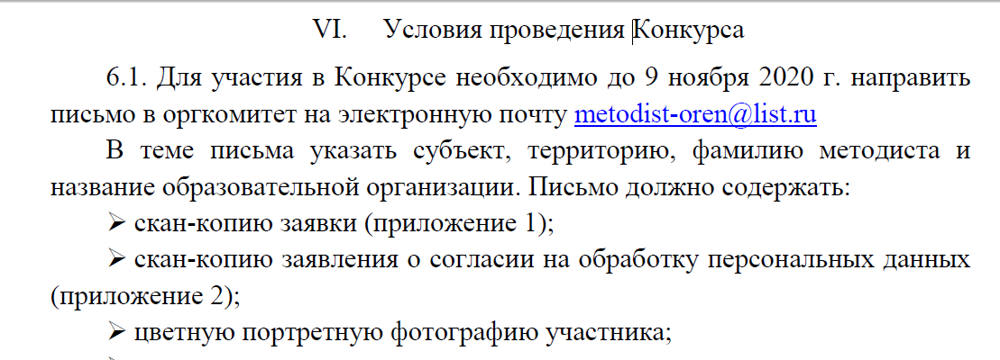 VI. Условия проведения Конкурса
6.1. Для участия в Конкурсе необходимо до 9 ноября 2020 г. направить
письмо в оргкомитет на электронную почту metodist-oren@list.ru
В теме письма указать субъект, территорию, фамилию методиста и
название образовательной организации. Письмо должно содержать:
➢ скан-копию заявки (приложение 1);
➢ скан-копию заявления о согласии на обработку персональных данных
(приложение 2);
➢ цветную портретную фотографию участника;